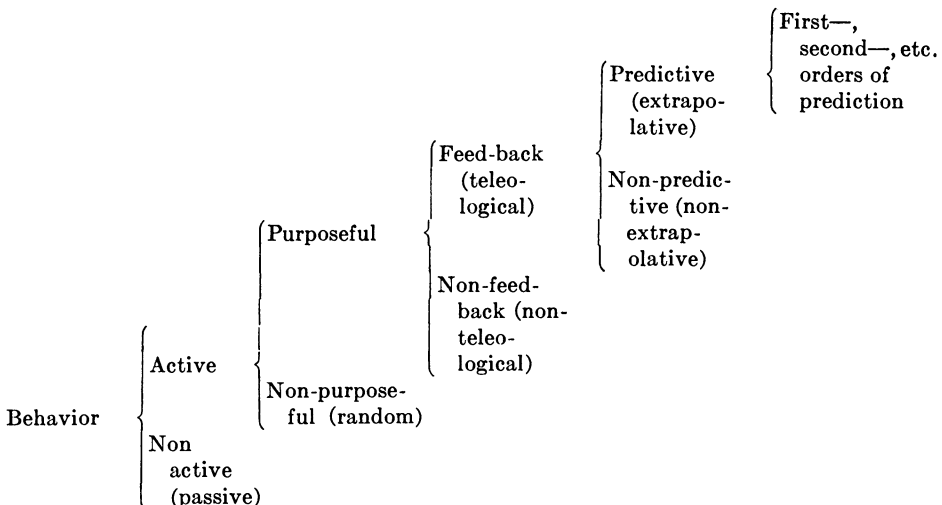 First—,
second—, etc.
orders of
prediction
Predictive
(extrapo-
lative)
Non-predic-
tive (non-
extrap-
olative)
Feed-back
(teleo-
logical)
Non-feed-
back (non-
teleo-
logical)
Purposeful
Non-purpose-
ful (random)
Active
Non
active
(passive)
Behavior